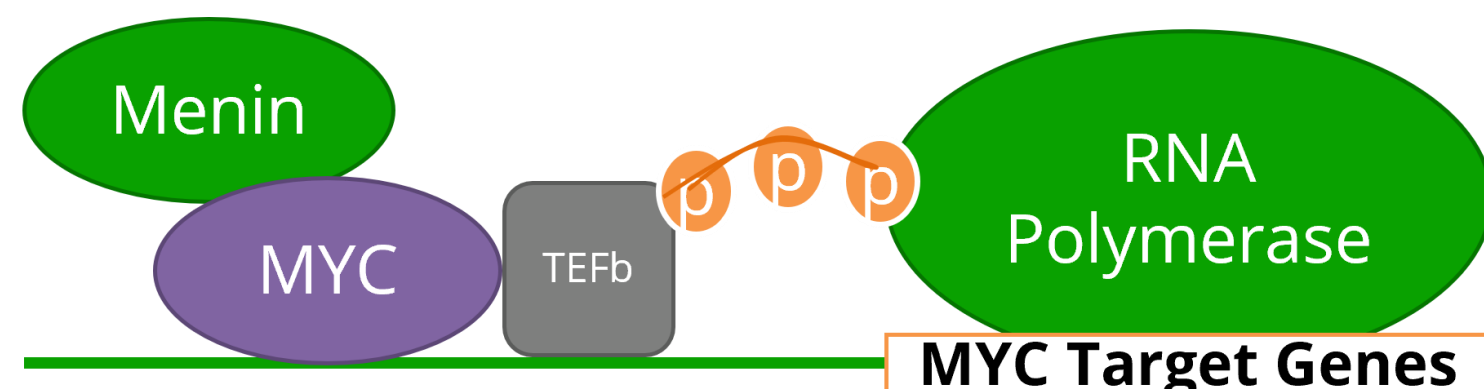 Menin
MYC
TEFb
p
p
p
RNA
Polymerase
MYC Target Genes